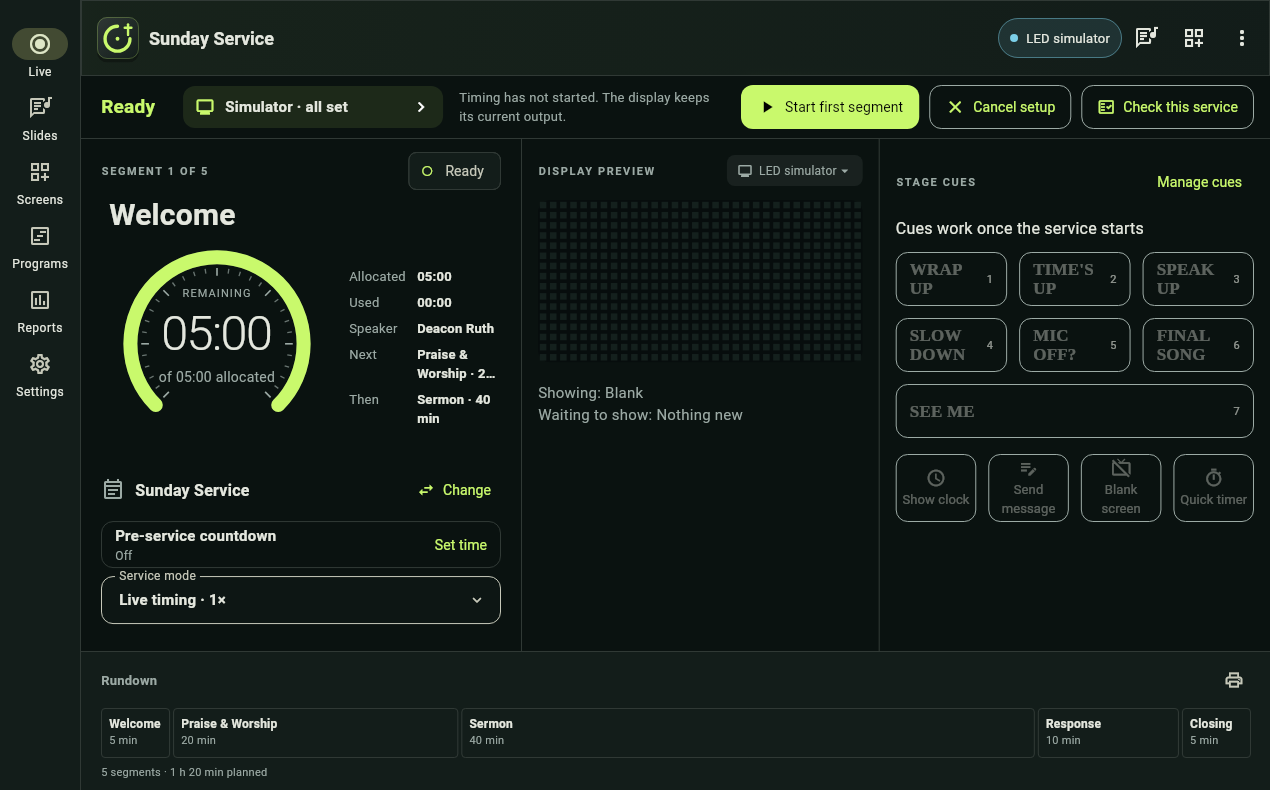 Sunday Service
LED simulator
Live
Slides
Screens
Programs
Reports
Settings
Ready
Simulator · all set
Timing has not started. The display keeps
its current output.
Start first segment
Cancel setup
Check this service
SEGMENT 1 OF 5
Ready
Welcome
REMAINING
05:00
of 05:00 allocated
Allocated 05:00
Used 00:00
Speaker Deacon Ruth
Next Praise &
Worship · 2...
Then Sermon · 40
min
Sunday Service
Change
Pre-service countdown
Off
Set time
Service mode
Live timing · 1×
DISPLAY PREVIEW
LED simulator
Showing: Blank
Waiting to show: Nothing new
STAGE CUES
Manage cues
Cues work once the service starts
WRAP
UP
1
TIME'S
UP
2
SPEAK
UP
3
SLOW
DOWN
4
MIC
OFF?
5
FINAL
SONG
6
SEE ME
7
Show clock
Send
message
Blank
screen
Quick timer
Rundown
Welcome
5 min
Praise & Worship
20 min
Sermon
40 min
Response
10 min
Closing
5 min
5 segments · 1 h 20 min planned